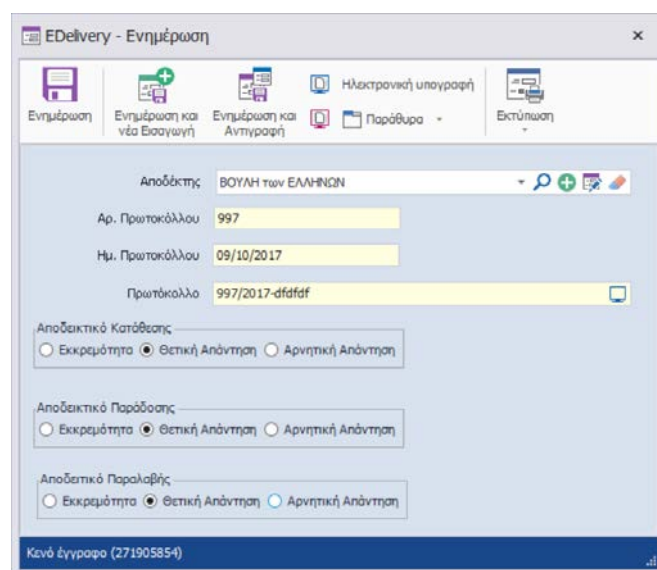 EDelivery - Ενημέρωση
Ενημέρωση
Ενημέρωση και
νέα Εισαγωγή
Ενημέρωση και
Αντιγραφή
Ηλεκτρονική υπογραφή
Παράθυρα
Εκτύπωση
Αποδέκτης
ΒΟΥΛΗ των ΕΛΛΗΝΩΝ
Αρ. Πρωτοκόλλου
997
Ημ. Πρωτοκόλλου
09/10/2017
Πρωτόκολλο
997/2017-dfdfdf
Αποδεικτικό Κατάθεσης
Εκκρεμότητα Θετική Απάντηση Αρνητική Απάντηση
Αποδεικτικό Παράδοσης
Εκκρεμότητα Θετική Απάντηση Αρνητική Απάντηση
Αποδειτικό Παραλαβής
Εκκρεμότητα Θετική Απάντηση Αρνητική Απάντηση
Κενό έγγραφο (271905854)